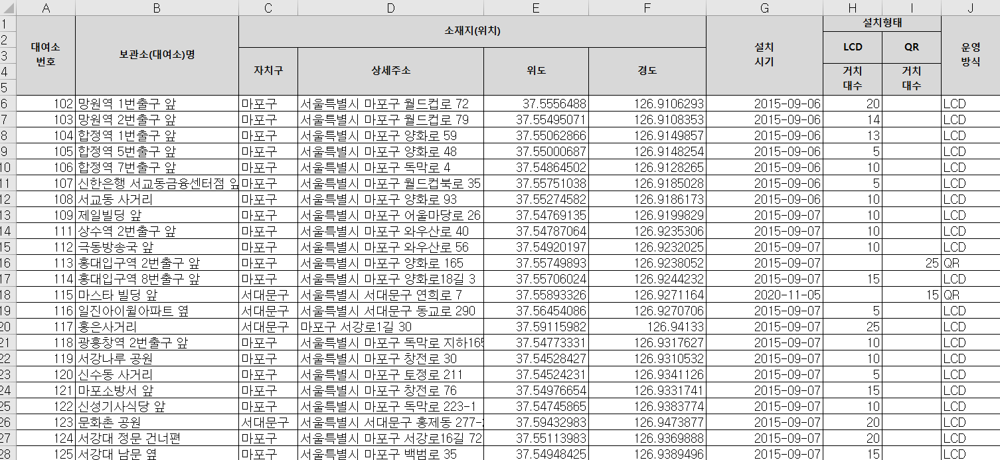 A B C D E F G H I J
1 소재지(위치) 설치형태
2 대여소 보관소(대여소)명 설치 LCD QR 운영
3 번호 자치구 상세주소 위도 경도 시기 방식
4 거치 거치
5 대수 대수
6 102 망원역 1번출구 앞 마포구 서울특별시 마포구 월드컵로 72 37.5556488 126.9106293 2015-09-06 20 LCD
7 103 망원역 2번출구 앞 마포구 서울특별시 마포구 월드컵로 79 37.55495071 126.9108353 2015-09-06 14 LCD
8 104 합정역 1번출구 앞 마포구 서울특별시 마포구 양화로 59 37.55062866 126.9149857 2015-09-06 13 LCD
9 105 합정역 5번출구 앞 마포구 서울특별시 마포구 양화로 48 37.55000687 126.9148254 2015-09-06 5 LCD
10 106 합정역 7번출구 앞 마포구 서울특별시 마포구 독막로 4 37.54864502 126.9128265 2015-09-06 10 LCD
11 107 신한은행 서교동금융센터점 앞 마포구 서울특별시 마포구 월드컵북로 35 37.55751038 126.9185028 2015-09-06 5 LCD
12 108 서교동 사거리 마포구 서울특별시 마포구 양화로 93 37.55274582 126.9186173 2015-09-06 10 LCD
13 109 제일빌딩 앞 마포구 서울특별시 마포구 어울마당로 26 37.54769135 126.9199829 2015-09-07 10 LCD
14 111 상수역 2번출구 앞 마포구 서울특별시 마포구 와우산로 40 37.54787064 126.9235306 2015-09-07 10 LCD
15 112 극동방송국 앞 마포구 서울특별시 마포구 와우산로 56 37.54920197 126.9232025 2015-09-07 10 LCD
16 113 홍대입구역 2번출구 앞 마포구 서울특별시 마포구 양화로 165 37.55749893 126.9238052 2015-09-07 25 QR
17 114 홍대입구역 8번출구 앞 마포구 서울특별시 마포구 양화로18길 3 37.55706024 126.9244232 2015-09-07 15 LCD
18 115 마스타 빌딩 앞 서대문구 서울특별시 서대문구 연희로 7 37.55893326 126.9271164 2020-11-05 15 QR
19 116 일진아이윌아파트 옆 서대문구 서울특별시 서대문구 동교로 290 37.56454086 126.9270706 2015-09-07 5 LCD
20 117 홍은사거리 서대문구 마포구 서강로1길 30 37.59115982 126.94133 2015-09-07 25 LCD
21 118 광흥창역 2번출구 앞 마포구 서울특별시 마포구 독막로 지하165 37.54773331 126.9317627 2015-09-07 10 LCD
22 119 서강나루 공원 마포구 서울특별시 마포구 창전로 30 37.54528427 126.9310532 2015-09-07 10 LCD
23 120 신수동 사거리 마포구 서울특별시 마포구 토정로 211 37.54524231 126.9341126 2015-09-07 5 LCD
24 121 마포소방서 앞 마포구 서울특별시 마포구 창전로 76 37.54976654 126.9331741 2015-09-07 15 LCD
25 122 신성기사식당 앞 마포구 서울특별시 마포구 독막로 223-1 37.54745865 126.9383774 2015-09-07 10 LCD
26 123 문화촌 공원 서대문구 서울특별시 서대문구 홍제동 277- 37.59432983 126.9473877 2015-09-07 20 LCD
27 124 서강대 정문 건너편 마포구 서울특별시 마포구 서강로16길 72 37.55113983 126.9369888 2015-09-07 20 LCD
28 125 서강대 남문 옆 마포구 서울특별시 마포구 백범로 35 37.54948425 126.9389496 2015-09-07 15 LCD